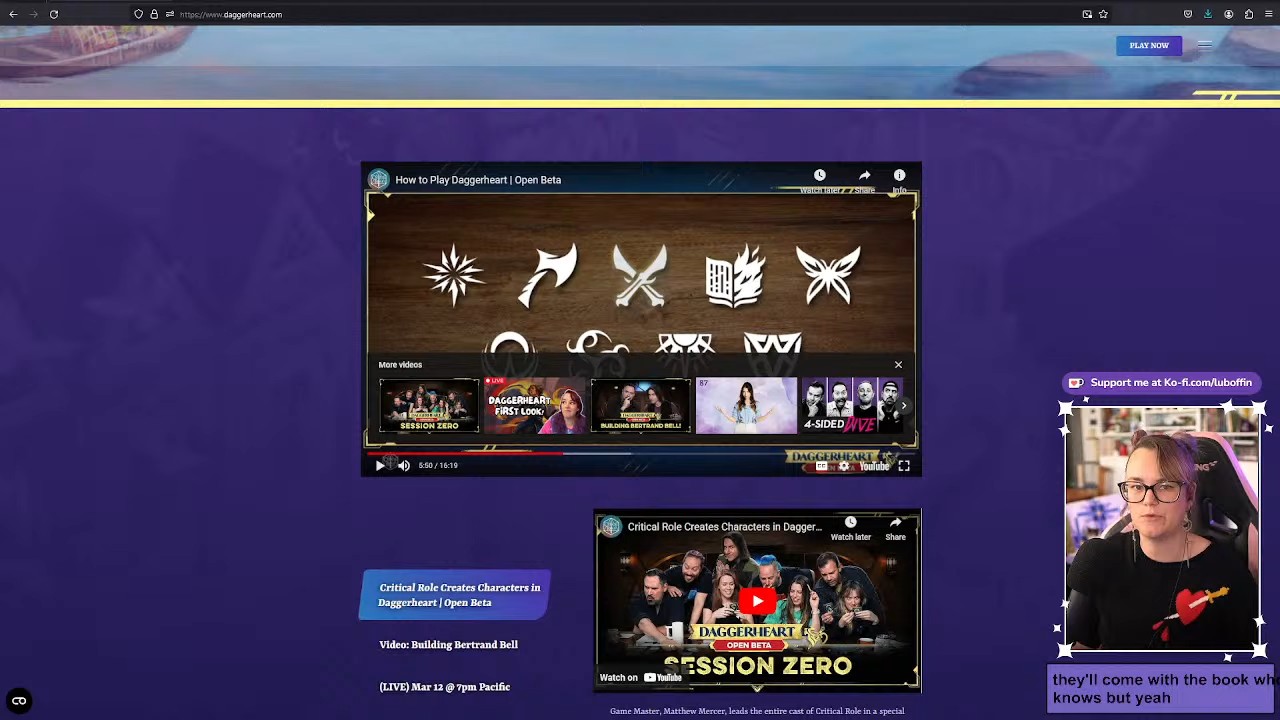 https://www.daggerheart.com
PLAY NOW
How to Play Daggerheart | Open Beta
Watch later
Share
Info
More videos
SESSION ZERO
LIVE
DAGGERHEART
FIRST LOOK!
BUILDING BERTRAND BELL!
87
4-SIDED DIVE
5:50 / 16:19
DAGGERHEART
OPEN BETA
CC
YouTube
Critical Role Creates Characters in Dagger...
Watch later
Share
DAGGERHEART
OPEN BETA
SESSION ZERO
Watch on YouTube
Critical Role Creates Characters in
Daggerheart | Open Beta
Video: Building Bertrand Bell
(LIVE) Mar 12 @ 7pm Pacific
Game Master, Matthew Mercer, leads the entire cast of Critical Role in a special
Support me at Ko-fi.com/luboffin
they'll come with the book who
knows but yeah